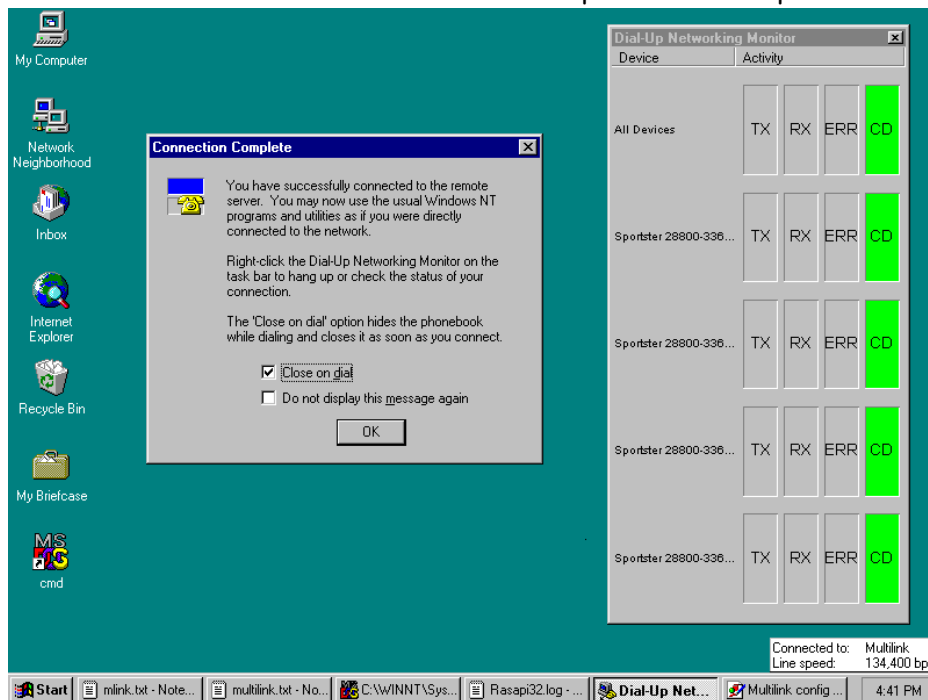 My Computer
Network
Neighborhood
Inbox
Internet
Explorer
Recycle Bin
My Briefcase
MS
cmd
Connection Complete
You have successfully connected to the remote
server. You may now use the usual Windows NT
programs and utilities as if you were directly
connected to the network.
Right-click the Dial-Up Networking Monitor on the
task bar to hang up or check the status of your
connection.
The 'Close on dial' option hides the phonebook
while dialing and closes it as soon as you connect.
Close on dial
Do not display this message again
OK
Dial-Up Networking Monitor
Device Activity
All Devices TX RX ERR CD
Sportster 28800-336... TX RX ERR CD
Sportster 28800-336... TX RX ERR CD
Sportster 28800-336... TX RX ERR CD
Sportster 28800-336... TX RX ERR CD
Connected to: Multilink
Line speed: 134,400 bp
Start mlink.txt - Note... multilink.txt - No... C:\WINNT\Sys... Rasapi32.log - ... Dial-Up Net... Multilink config ... 4:41 PM